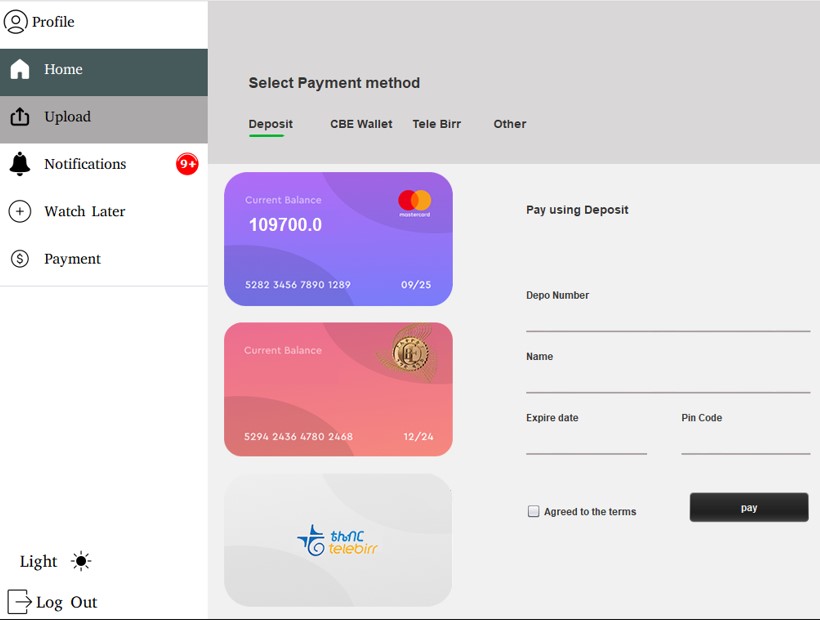 Profile
Home
Upload
Notifications
9+
Watch Later
Payment
Light
Log Out
Select Payment method
Deposit
CBE Wallet
Tele Birr
Other
Current Balance
109700.0
mastercard
5282 3456 7890 1289
09/25
Current Balance
5294 2436 4780 2468
12/24
ቴሌብር
telebirr
Pay using Deposit
Depo Number
Name
Expire date
Pin Code
Agreed to the terms
pay